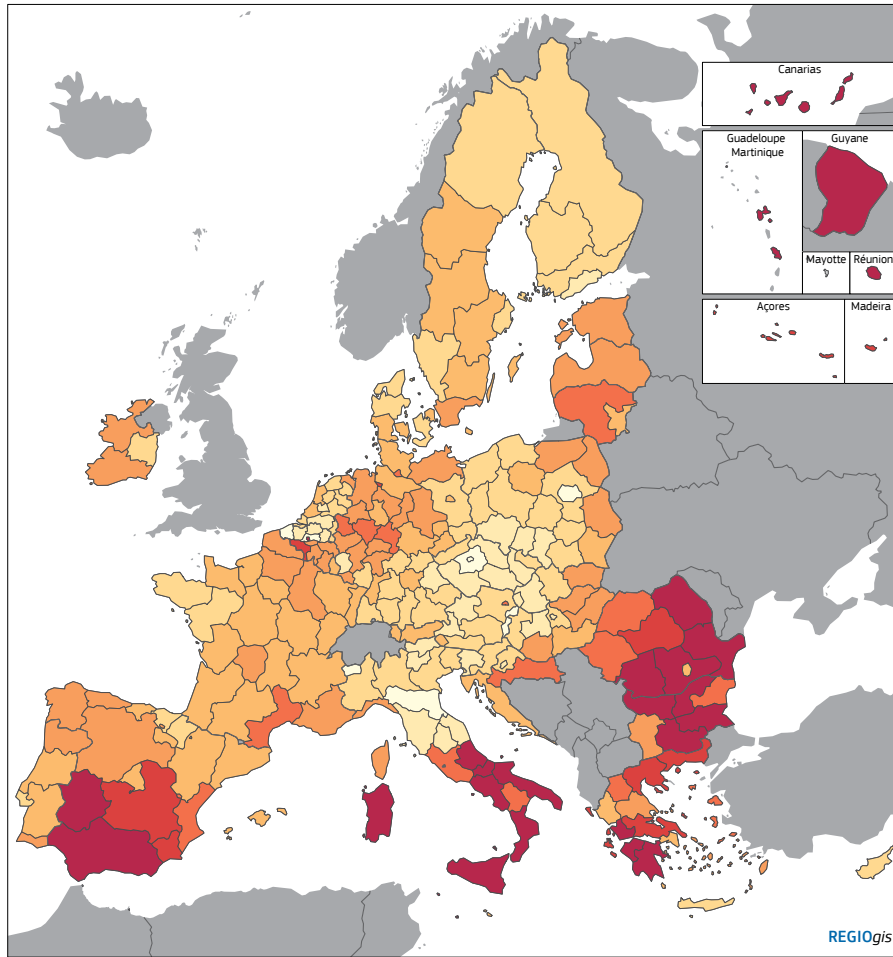 Canarias
Guadeloupe
Martinique
Guyane
Mayotte
Réunion
Açores
Madeira
REGIOgis